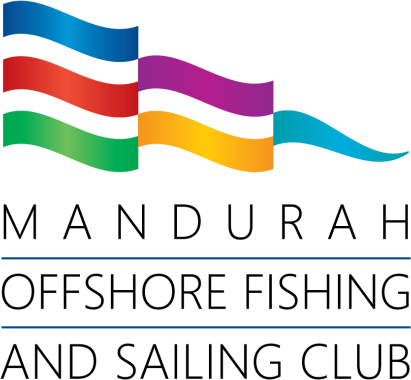 MANDURAH
OFFSHORE FISHING
AND SAILING CLUB